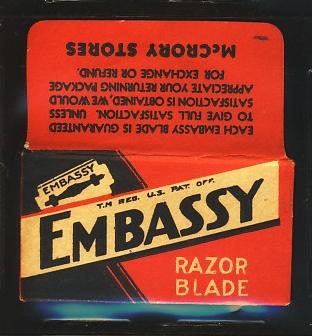 EACH EMBASSY BLADE IS GUARANTEED
TO GIVE FULL SATISFACTION. UNLESS
SATISFACTION IS OBTAINED, WE WOULD
APPRECIATE YOUR RETURNING PACKAGE
FOR EXCHANGE OR REFUND.
McCRORY STORES
EMBASSY
T.M REG. U.S. PAT. OFF.
EMBASSY
RAZOR
BLADE